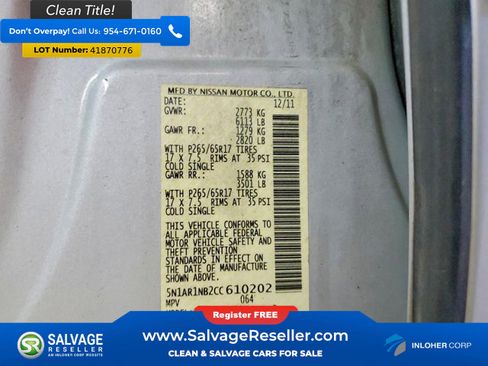 Clean Title!
Don't Overpay! Call Us: 954-671-0160
Lot Number: 41870776
MFD BY NISSAN MOTOR CO., LTD.
DATE: 12/11
GVWR: 2773 KG
6113 LB
GAWR FR: 1279 KG
2820 LB
WITH P265/65R17 TIRES
17 X 7.5 RIMS AT 35 PSI
COLD SINGLE
GAWR RR: 1588 KG
3501 LB
WITH P265/65R17 TIRES
17 X 7.5 RIMS AT 35 PSI
COLD SINGLE
THIS VEHICLE CONFORMS TO
ALL APPLICABLE FEDERAL
MOTOR VEHICLE SAFETY AND
THEFT PREVENTION
STANDARDS IN EFFECT ON
THE DATE OF MANUFACTURE
SHOWN ABOVE.
5N1AR1NB2CC610202
MPV 064
Register FREE
SALVAGE
RESELLER
AN INLOHER CORP WEBSITE
www.SalvageReseller.com
CLEAN & SALVAGE CARS FOR SALE
INLOHER CORP